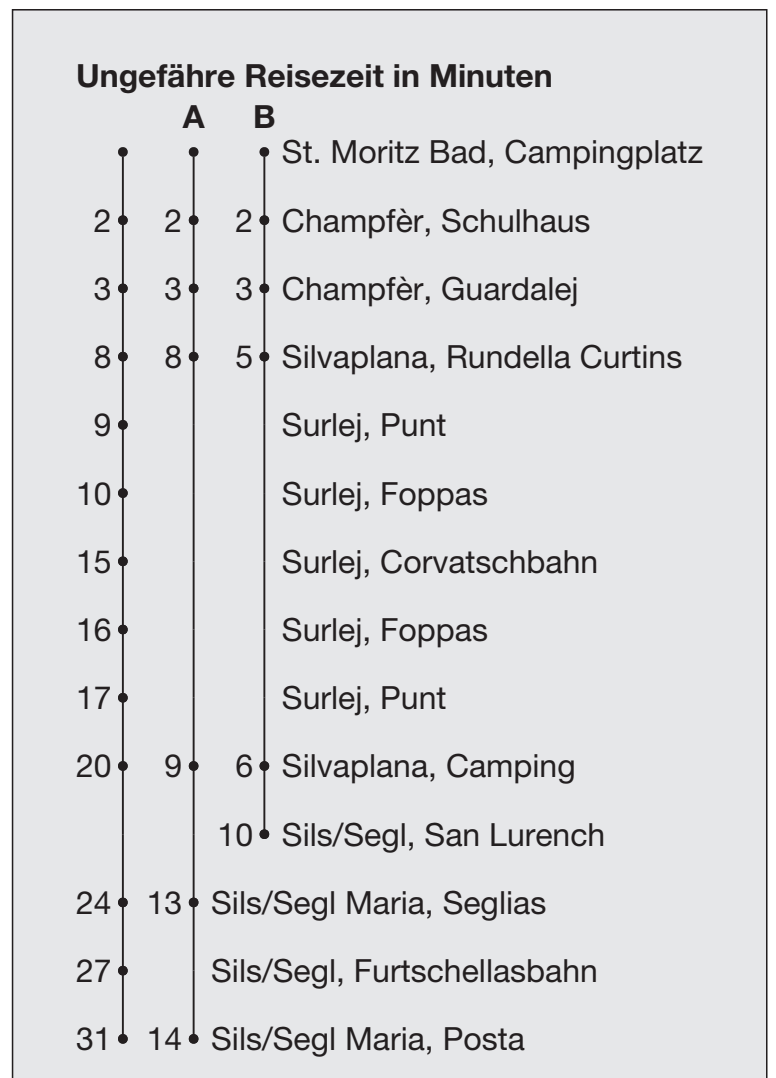 Ungefähre Reisezeit in Minuten
A B
St. Moritz Bad, Campingplatz
2 2 2 Champfèr, Schulhaus
3 3 3 Champfèr, Guardalej
8 8 5 Silvaplana, Rundella Curtins
9 Surlej, Punt
10 Surlej, Foppas
15 Surlej, Corvatschbahn
16 Surlej, Foppas
17 Surlej, Punt
20 9 6 Silvaplana, Camping
10 Sils/Segl, San Lurench
24 13 Sils/Segl Maria, Seglias
27 Sils/Segl, Furtschellasbahn
31 14 Sils/Segl Maria, Posta